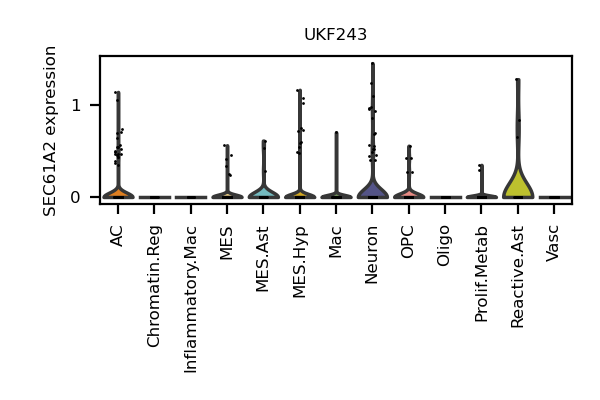 UKF243
SEC61A2 expression
1
0
AC
Chromatin.Reg
Inflammatory.Mac
MES
MES.Ast
MES.Hyp
Mac
Neuron
OPC
Oligo
Prolif.Metab
Reactive.Ast
Vasc